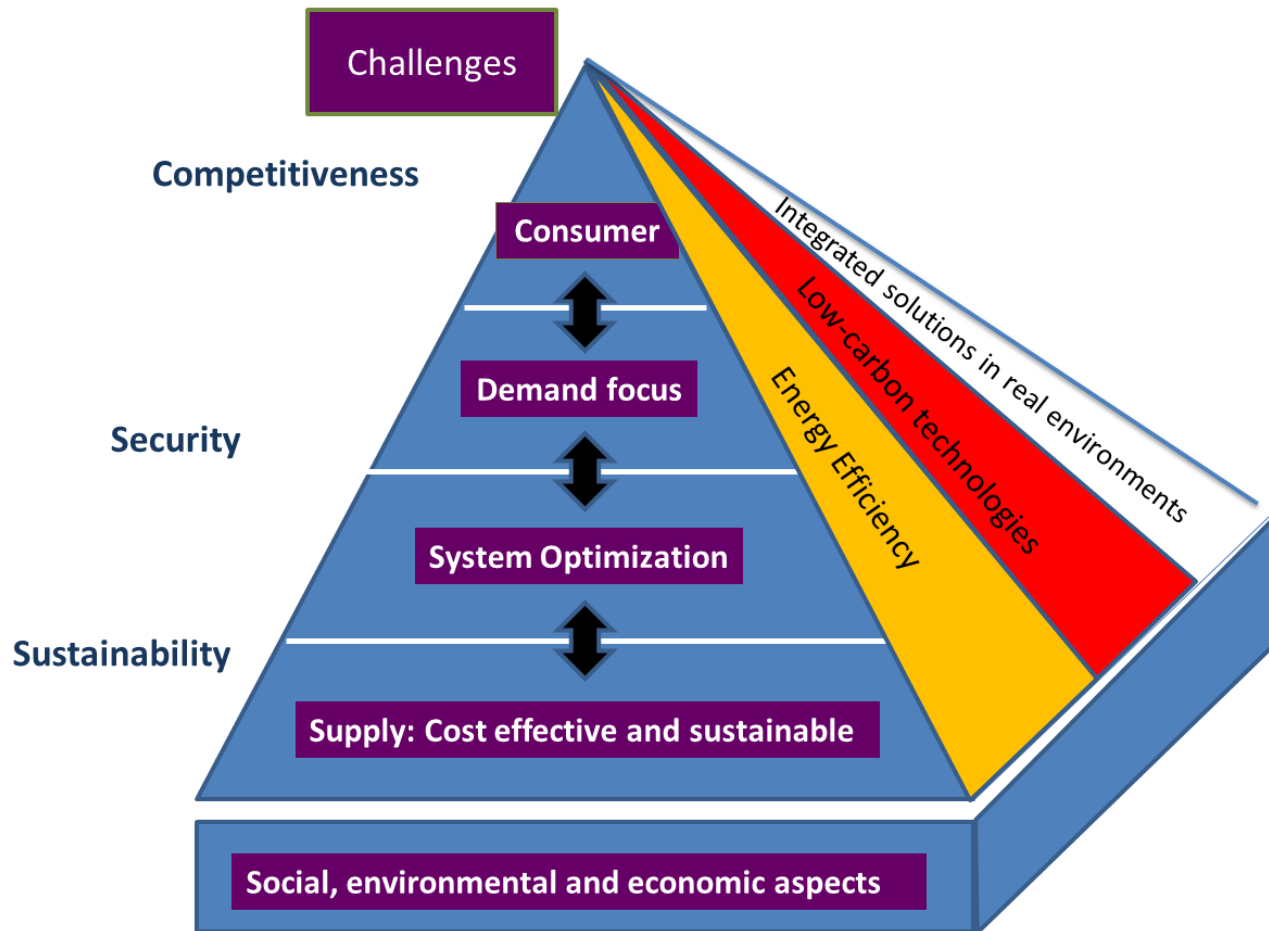 Challenges
Competitiveness
Consumer
Demand focus
Security
System Optimization
Sustainability
Supply: Cost effective and sustainable
Social, environmental and economic aspects
Energy Efficiency
Low-carbon technologies
Integrated solutions in real environments